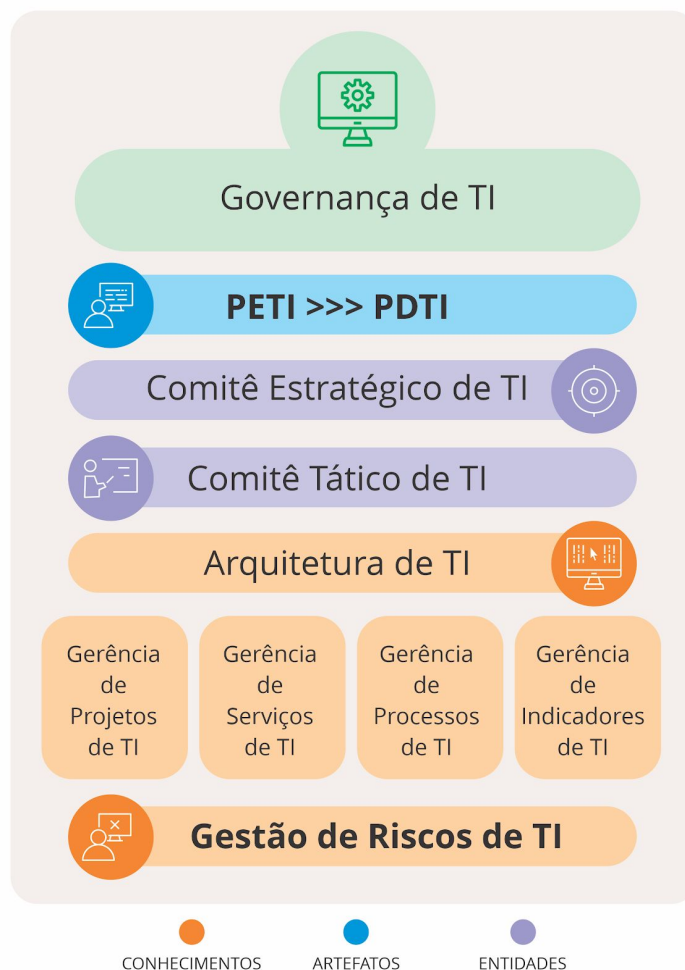 Governança de TI
PETI >>> PDTI
Comitê Estratégico de TI
Comitê Tático de TI
Arquitetura de TI
Gerência
de
Projetos
de TI
Gerência
de
Serviços
de TI
Gerência
de
Processos
de TI
Gerência
de
Indicadores
de TI
Gestão de Riscos de TI
CONHECIMENTOS
ARTEFATOS
ENTIDADES